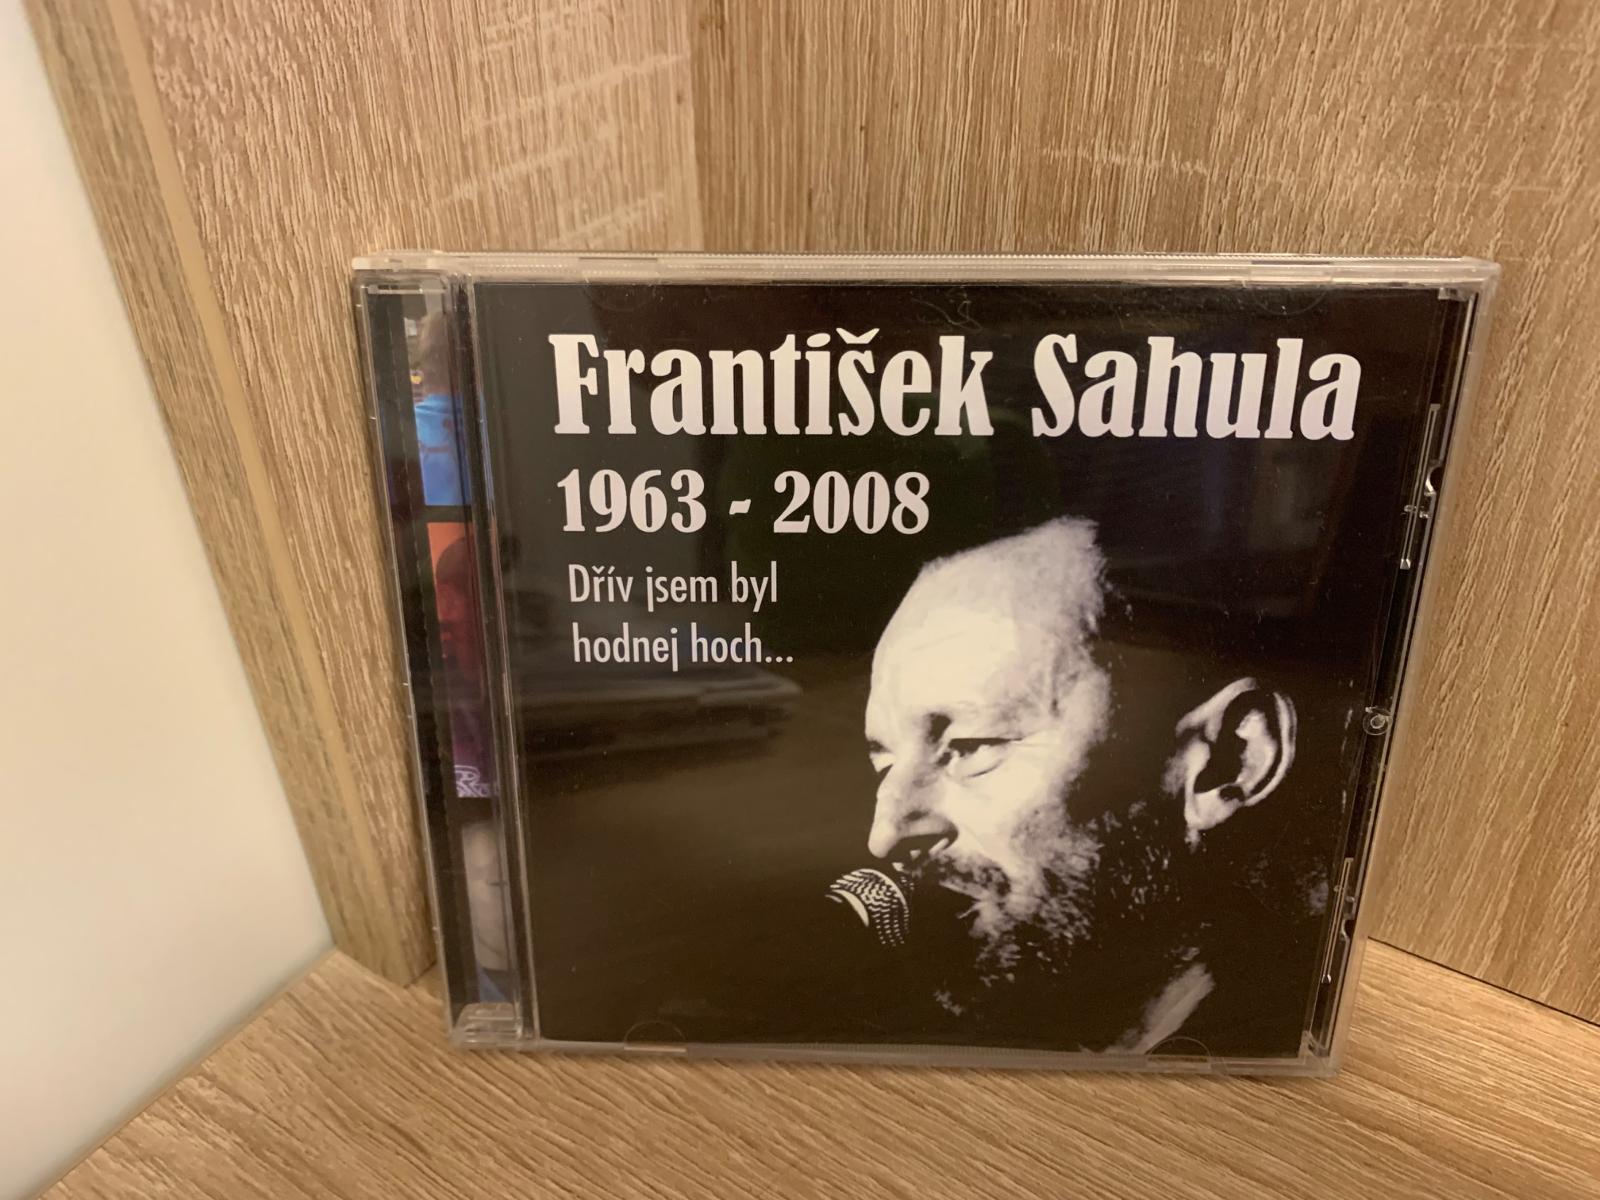 František Sahula
1963 - 2008
Dřív jsem byl
hodnej hoch...